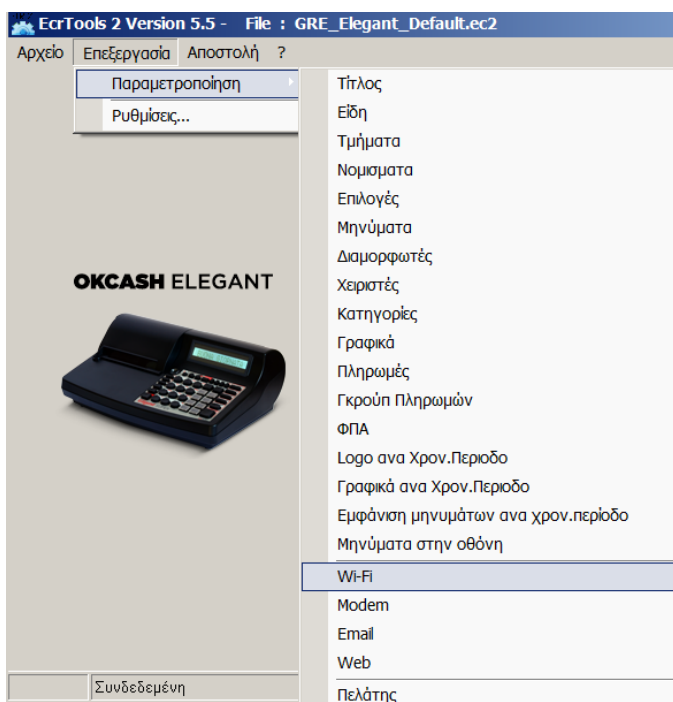 EcrTools 2 Version 5.5 - File : GRE_Elegant_Default.ec2
Αρχείο Επεξεργασία Αποστολή ?
Παραμετροποίηση
Ρυθμίσεις...
Τίτλος
Είδη
Τμήματα
Νομισματα
Επιλογές
Μηνύματα
Διαμορφωτές
Χειριστές
Κατηγορίες
Γραφικά
Πληρωμές
Γκρούπ Πληρωμών
ΦΠΑ
Logo ανα Χρον.Περιοδο
Γραφικά ανα Χρον.Περιοδο
Εμφάνιση μηνυμάτων ανα χρον.περίοδο
Μηνύματα στην οθόνη
Wi-Fi
Modem
Email
Web
Πελάτης
OKCASH ELEGANT
Συνδεδεμένη